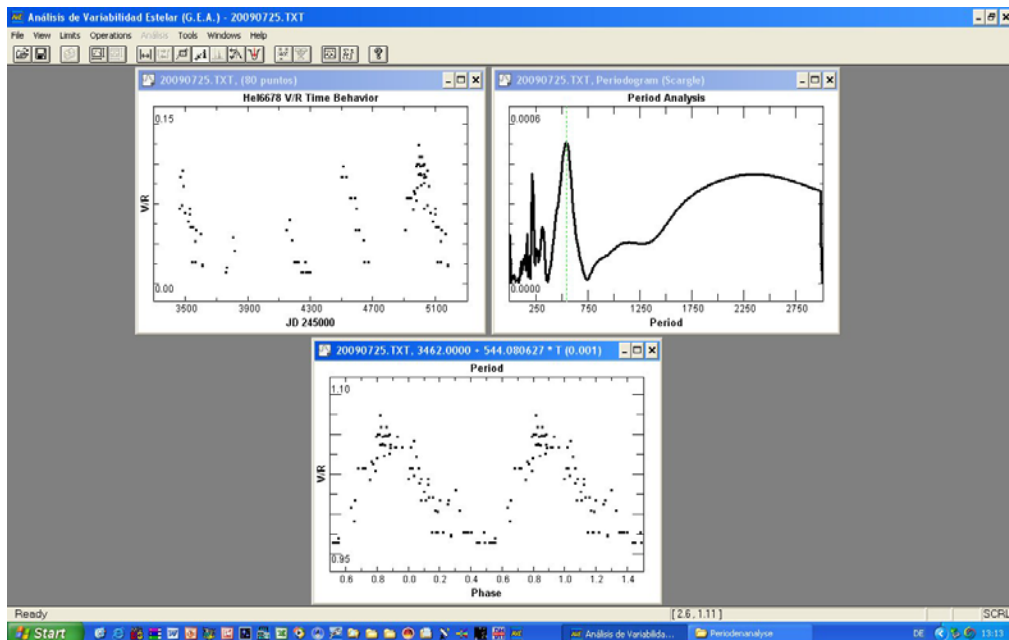 Análisis de Variabilidad Estelar (G.E.A.) - 20090725.TXT
File View Limits Operations Análisis Tools Windows Help
20090725.TXT, (80 puntos)
HeI6678 V/R Time Behavior
0.15
V/R
0.00
3500 3900 4300 4700 5100
JD 245000
20090725.TXT, Periodogram (Scargle)
Period Analysis
0.0006
0.0000
250 750 1250 1750 2250 2750
Period
20090725.TXT, 3462.0000 + 544.080627 * T (0.001)
Period
1.10
V/R
0.95
0.6 0.8 0.0 0.2 0.4 0.6 0.8 1.0 1.2 1.4
Phase
Ready
[ 2.6, 1.11 ]
SCRL
Start
Análisis de Variabilida...
Periodenanalyse
DE
13:13